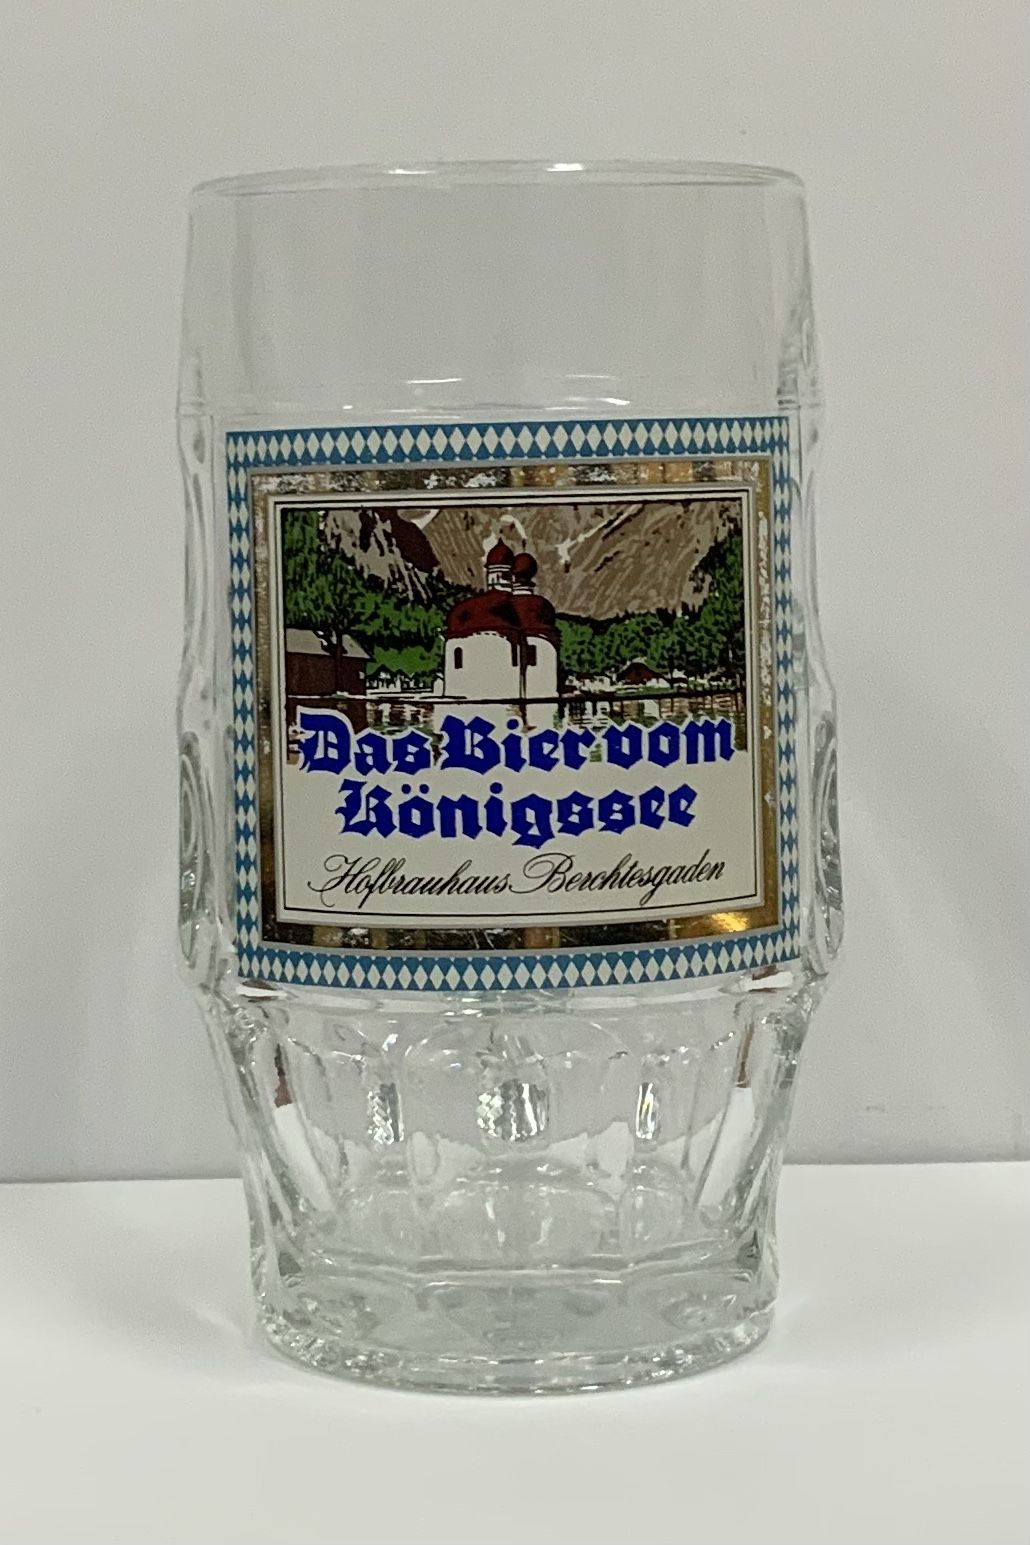 Das Bier vom
Königssee
Hofbrauhaus Berchtesgaden